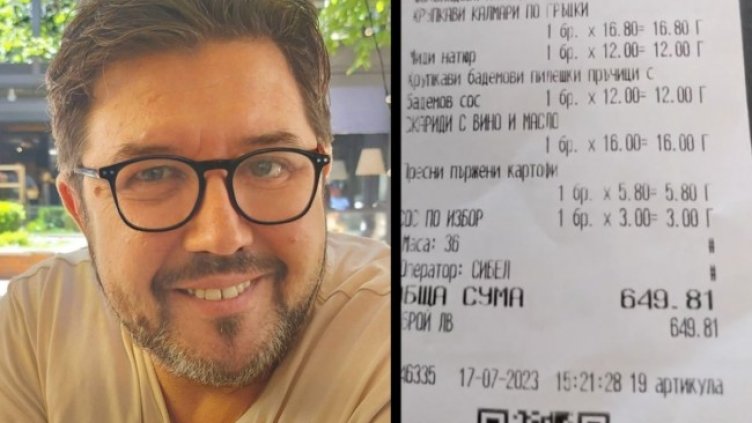 КРУПКАВИ КАЛМАРИ ПО ГРЪЦКИ
1 бр. x 16.80= 16.80 Г
Миди натюр
1 бр. x 12.00= 12.00 Г
Крупкави бадемови пилешки пръчици с
бадемов сос 1 бр. x 12.00= 12.00 Г
СКАРИДИ С ВИНО И МАСЛО
1 бр. x 16.00= 16.00 Г
Пресни пържени картофи
1 бр. x 5.80= 5.80 Г
СОС ПО ИЗБОР 1 бр. x 3.00= 3.00 Г
Маса: 36 #
Оператор: СИБЕЛ #
ОБЩА СУМА 649.81
БРОЙ ЛВ 649.81
46335 17-07-2023 15:21:28 19 артикула